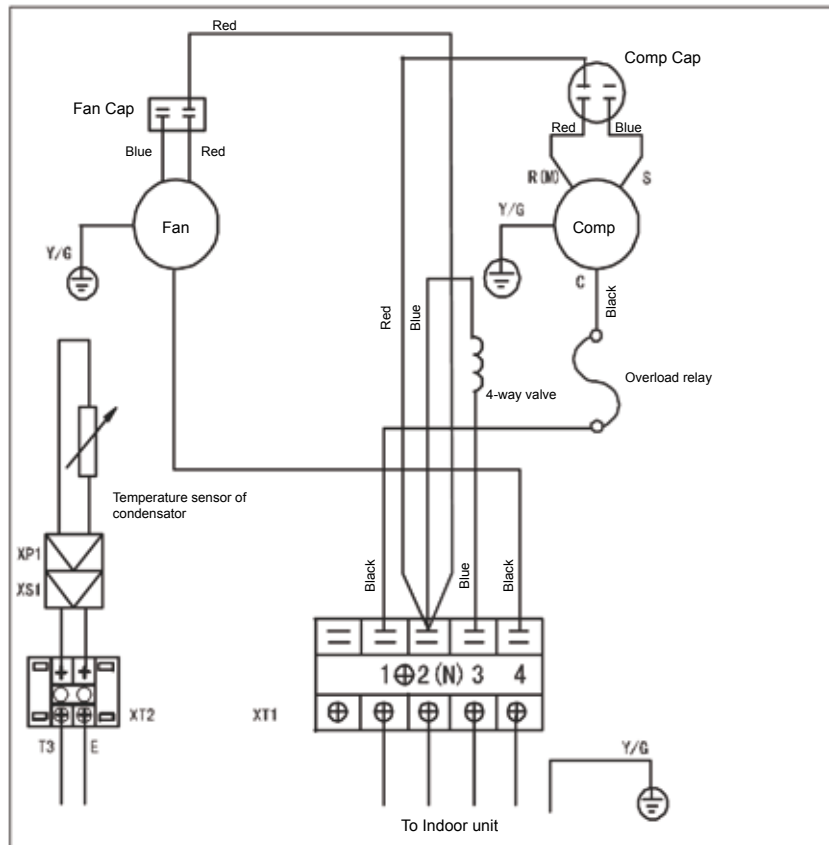 Red
Comp Cap
Fan Cap
Red
Blue
Blue
Red
R(M)
S
Y/G
Fan
Comp
Y/G
C
Black
Red
Blue
Overload relay
4-way valve
Temperature sensor of
condensator
XP1
XS1
Black
Blue
Black
1 2(N) 3 4
XT2
XT1
T3 E
Y/G
To Indoor unit